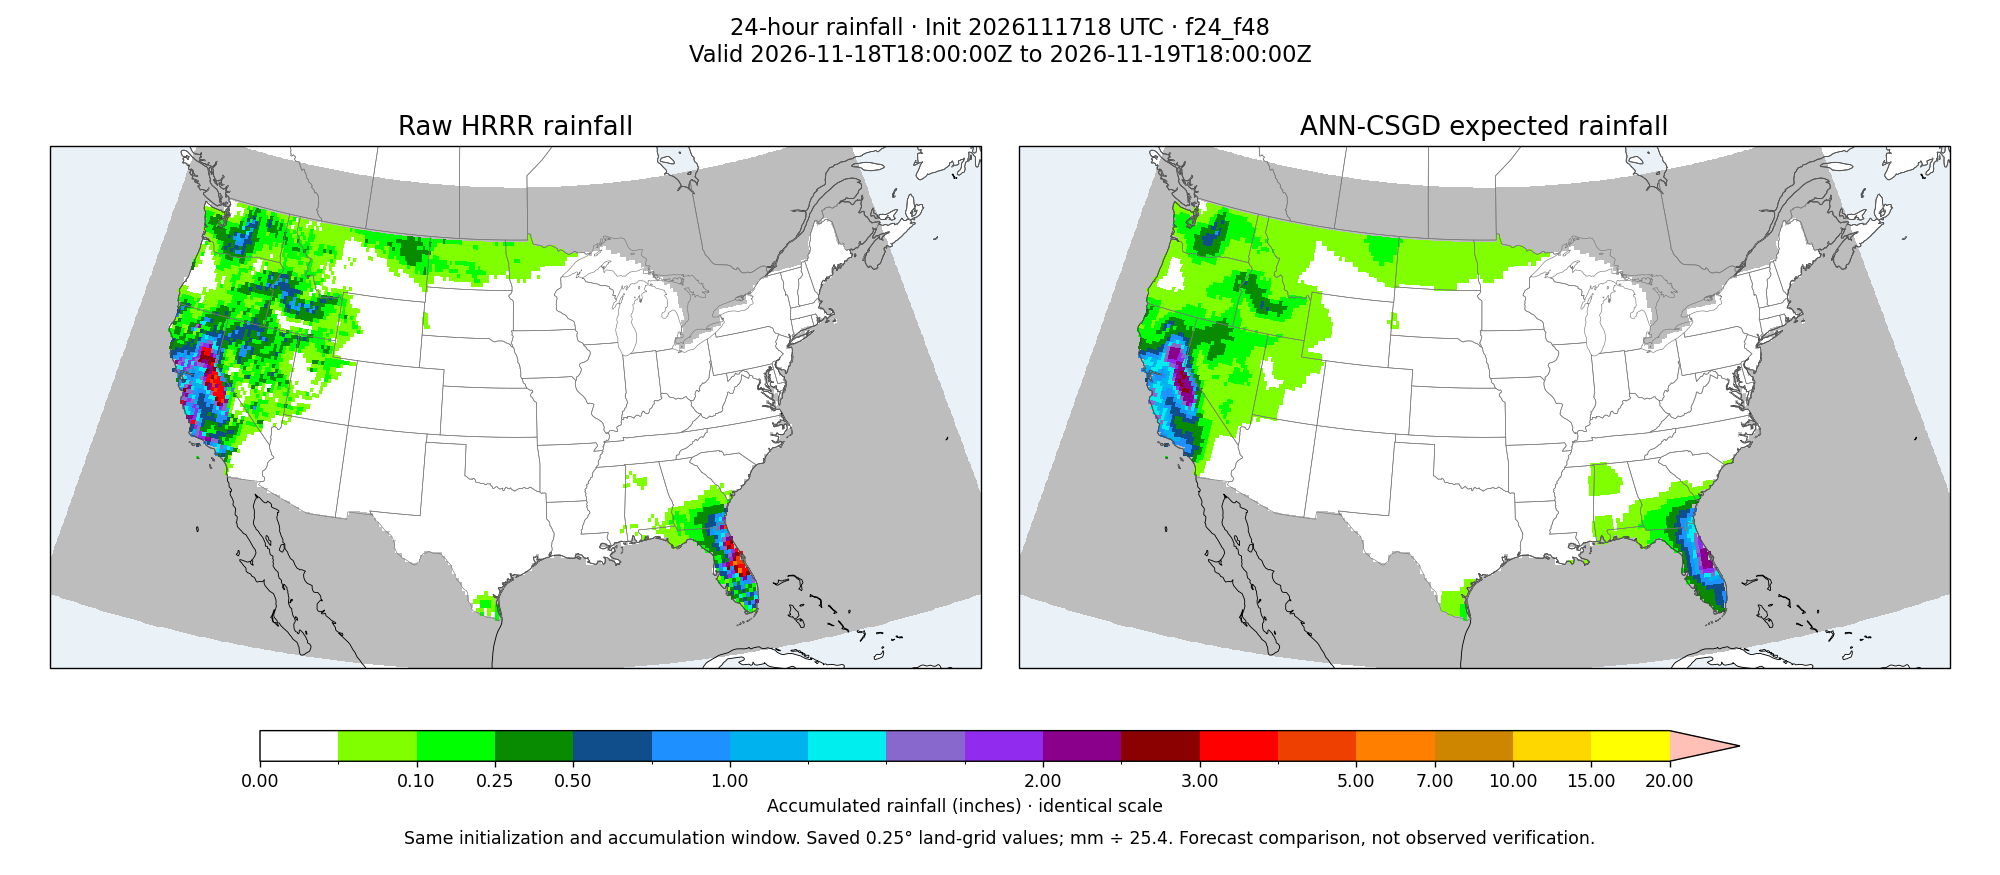 24-hour rainfall · Init 2026111718 UTC · f24_f48
Valid 2026-11-18T18:00:00Z to 2026-11-19T18:00:00Z
Raw HRRR rainfall
ANN-CSGD expected rainfall
0.00 0.10 0.25 0.50 1.00 2.00 3.00 5.00 7.00 10.00 15.00 20.00
Accumulated rainfall (inches) · identical scale
Same initialization and accumulation window. Saved 0.25° land-grid values; mm ÷ 25.4. Forecast comparison, not observed verification.